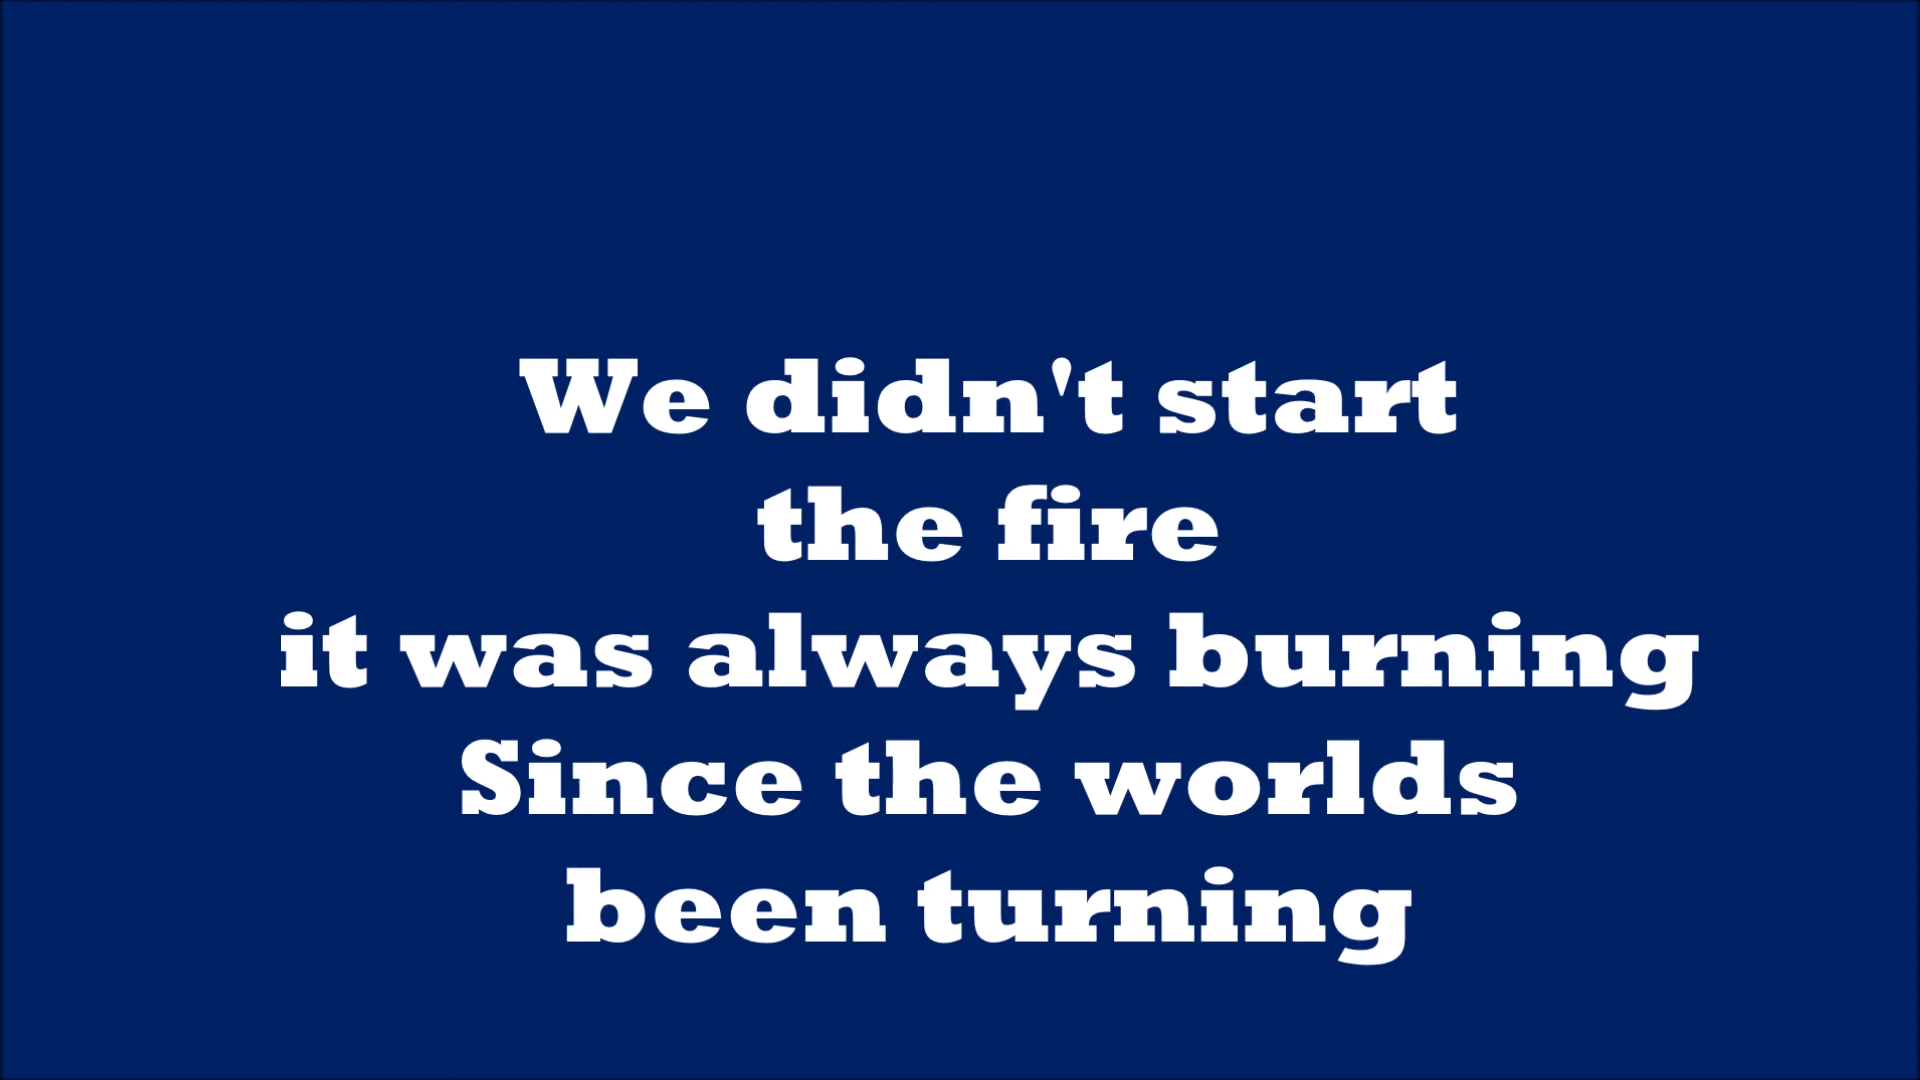 We didn't start
the fire
it was always burning
Since the worlds
been turning